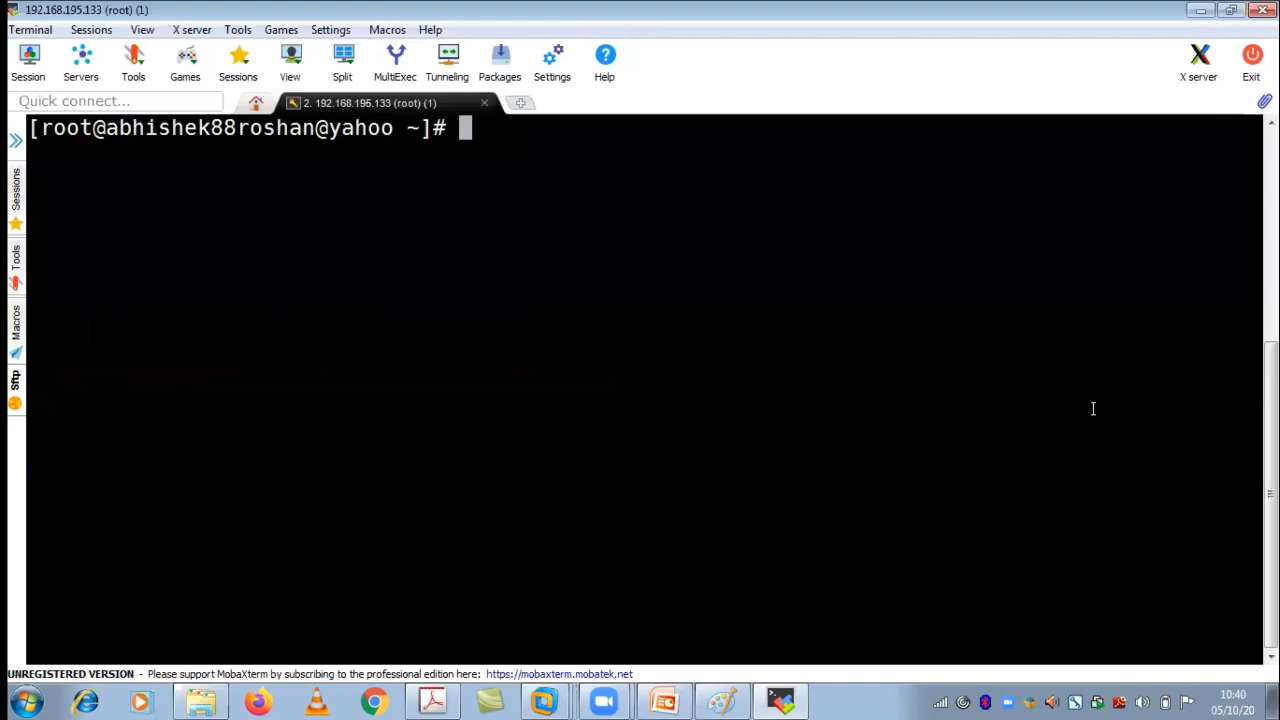 192.168.195.133 (root) (1)
Terminal Sessions View X server Tools Games Settings Macros Help
Session Servers Tools Games Sessions View Split MultiExec Tunneling Packages Settings Help X server Exit
Quick connect... 2. 192.168.195.133 (root) (1)
[root@abhishek88roshan@yahoo ~]#
Sessions
Tools
Macros
Sftp
UNREGISTERED VERSION - Please support MobaXterm by subscribing to the professional edition here: https://mobaxterm.mobatek.net
10:40
05/10/20